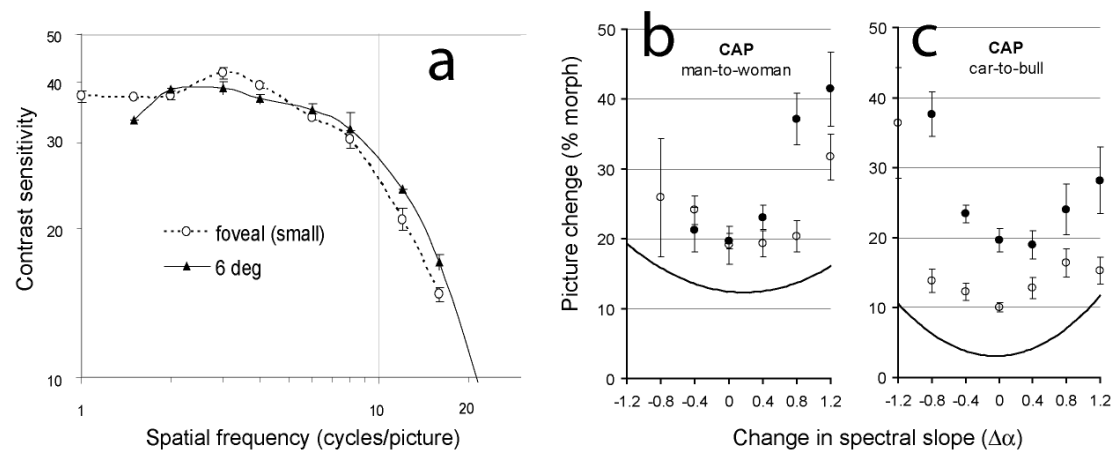 a
50
40
30
20
10
Contrast sensitivity
foveal (small)
6 deg
1
10
20
Spatial frequency (cycles/picture)
b
CAP
man-to-woman
50
40
30
20
10
0
Picture chenge (% morph)
-1.2 -0.8 -0.4 0 0.4 0.8 1.2
c
CAP
car-to-bull
50
40
30
20
10
0
-1.2 -0.8 -0.4 0 0.4 0.8 1.2
Change in spectral slope (Δα)